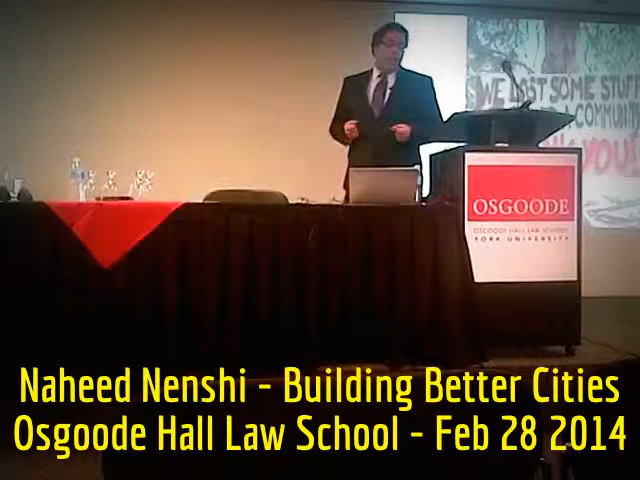 WE LOST SOME STUFF
COMMUNI
YOU
OSGOODE
OSGOODE HALL LAW SCHOOL
YORK UNIVERSITY
Naheed Nenshi - Building Better Cities
Osgoode Hall Law School - Feb 28 2014